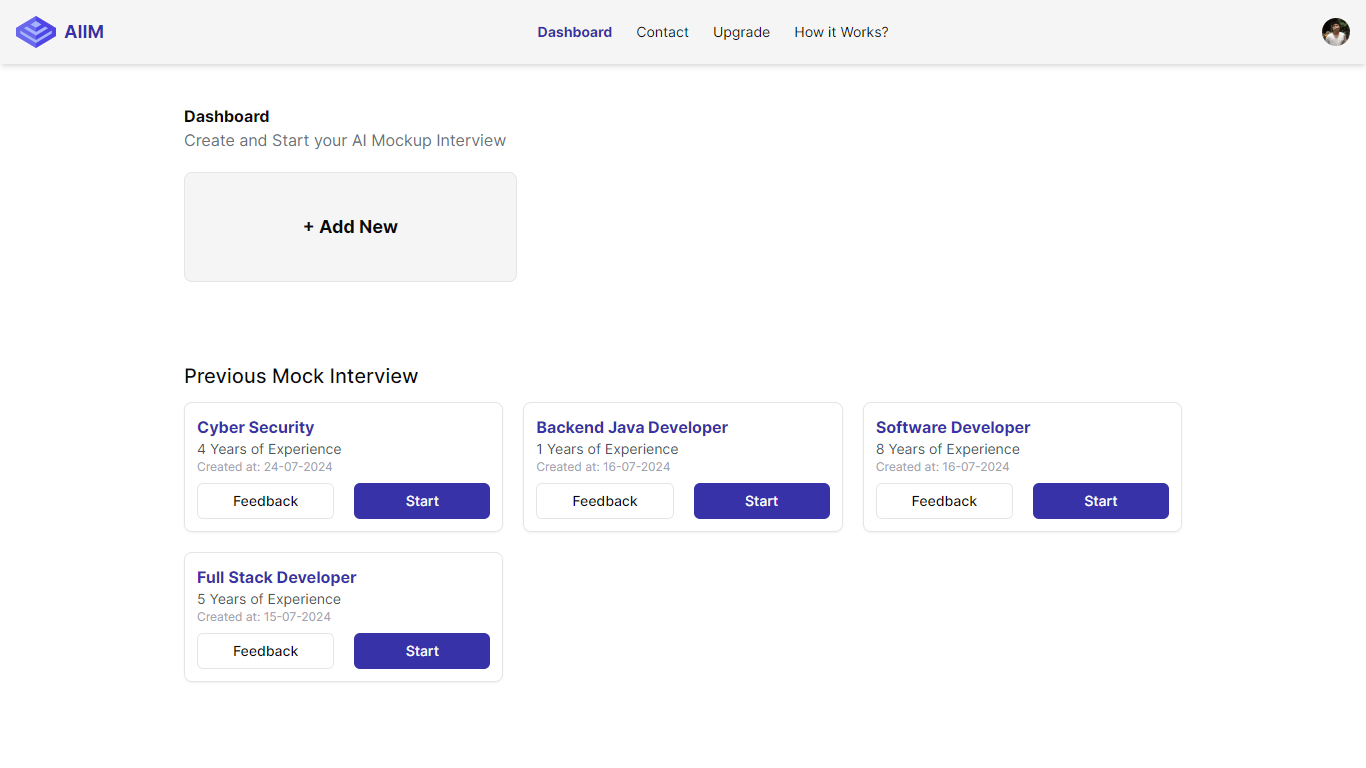 AIIM
Dashboard Contact Upgrade How it Works?
Dashboard
Create and Start your AI Mockup Interview
+ Add New
Previous Mock Interview
Cyber Security
4 Years of Experience
Created at: 24-07-2024
Feedback Start
Backend Java Developer
1 Years of Experience
Created at: 16-07-2024
Feedback Start
Software Developer
8 Years of Experience
Created at: 16-07-2024
Feedback Start
Full Stack Developer
5 Years of Experience
Created at: 15-07-2024
Feedback Start